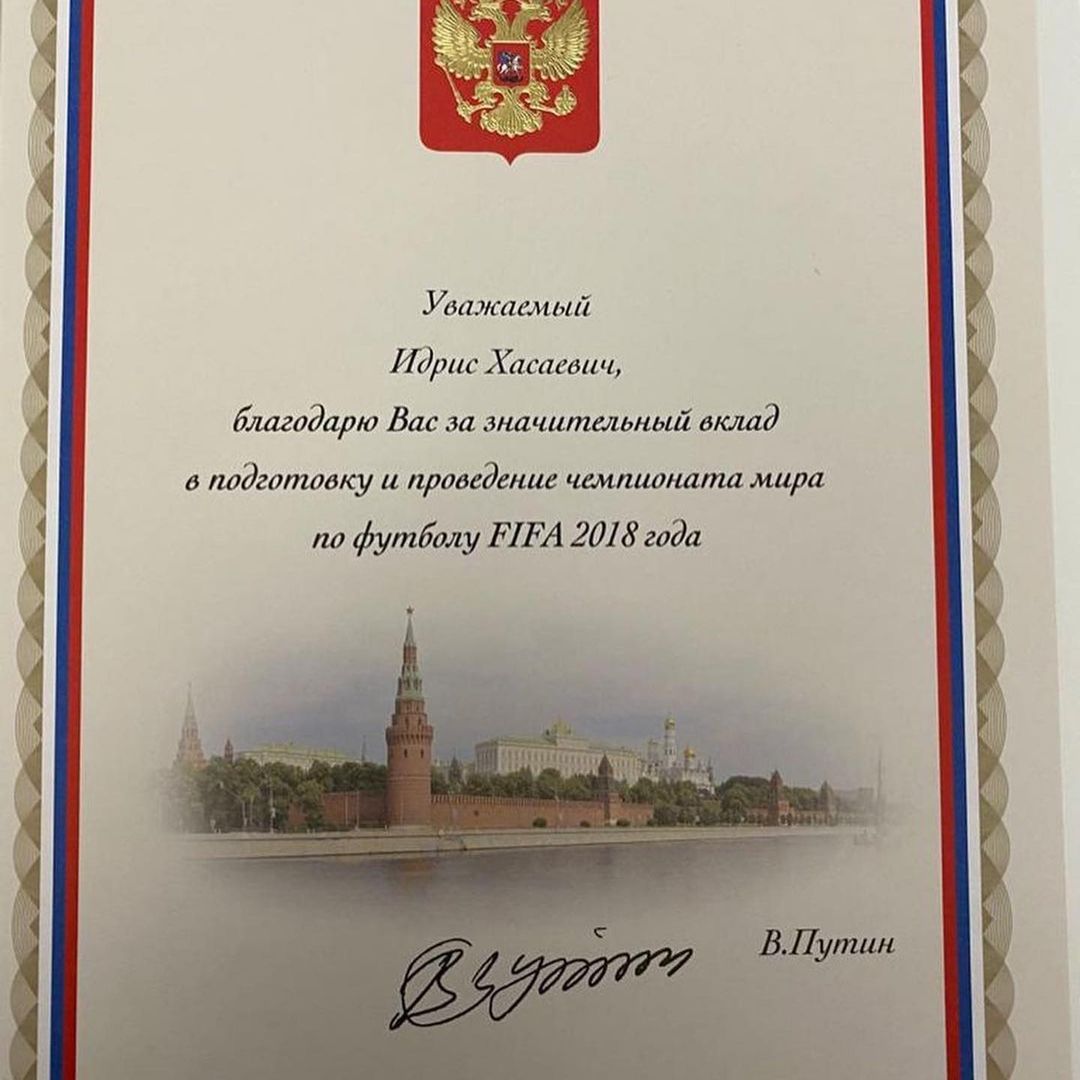 Уважаемый
Идрис Хасаевич,
благодарю Вас за значительный вклад
в подготовку и проведение чемпионата мира
по футболу FIFA 2018 года
В.Путин